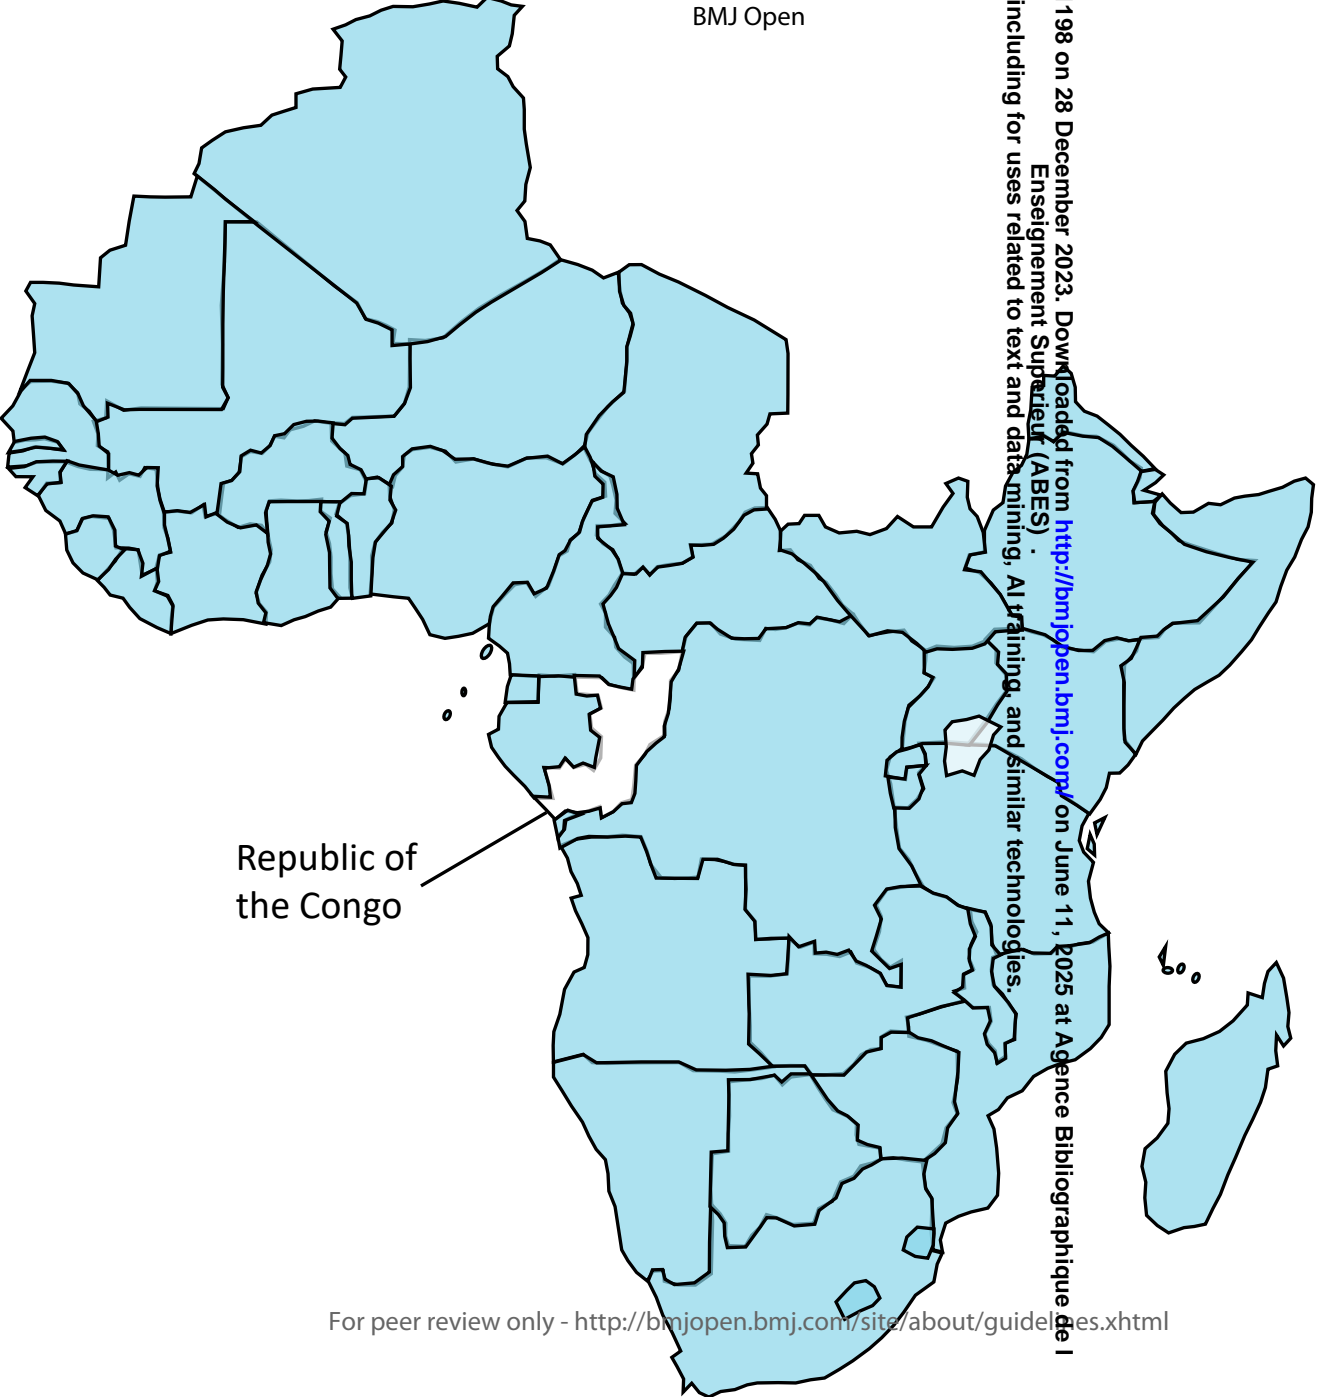 BMJ Open
Republic of
the Congo
For peer review only - http://bmjopen.bmj.com/site/about/guidelines.xhtml
198 on 28 December 2023. Downloaded from http://bmjopen.bmj.com/ on June 11, 2025 at Agence Bibliographique de l
Enseignement Superieur (ABES) .
including for uses related to text and data mining, AI training, and similar technologies.